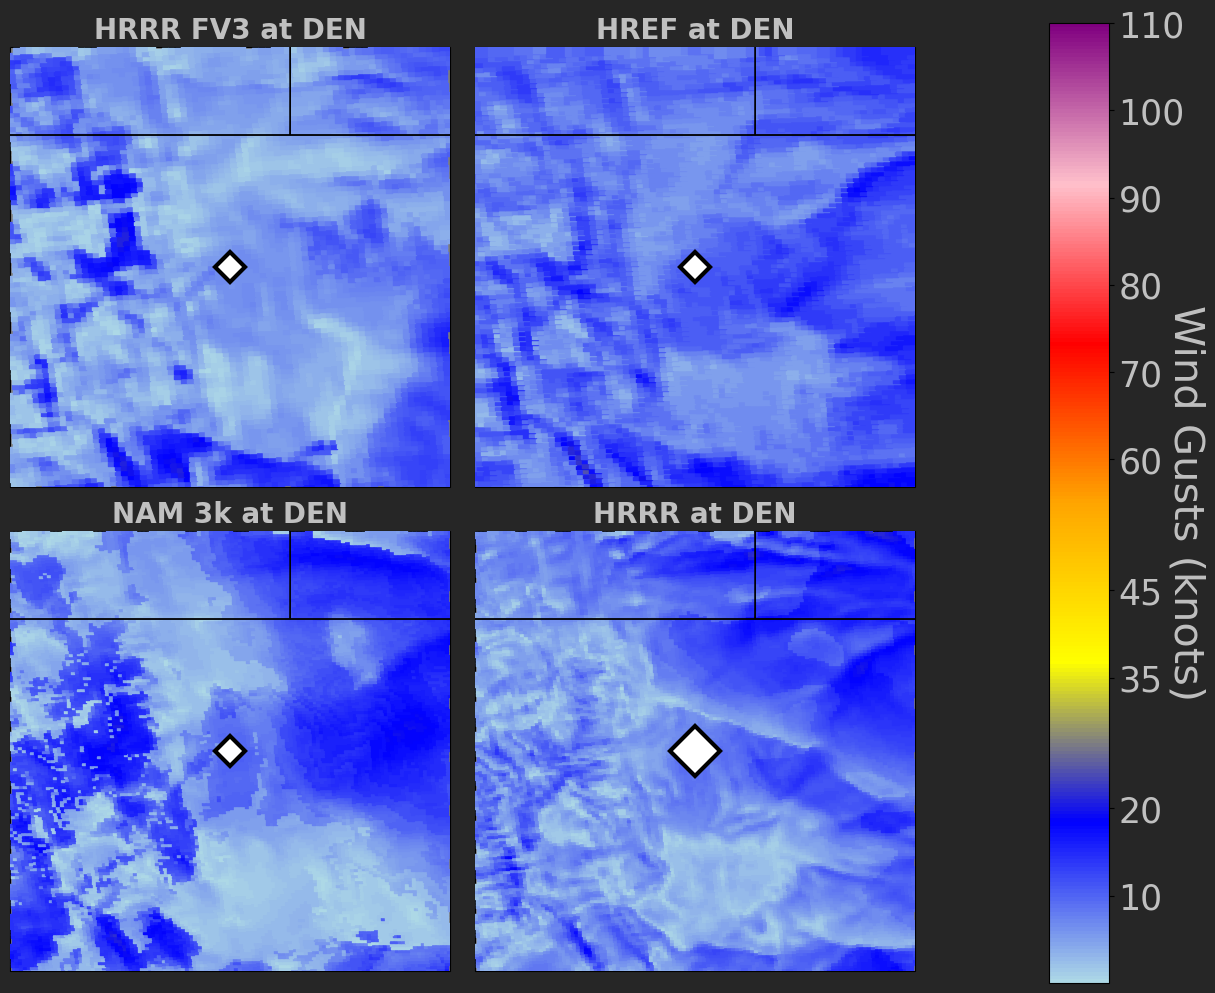 HRRR FV3 at DEN
HREF at DEN
NAM 3k at DEN
HRRR at DEN
110
100
90
80
70
60
45
35
20
10
Wind Gusts (knots)